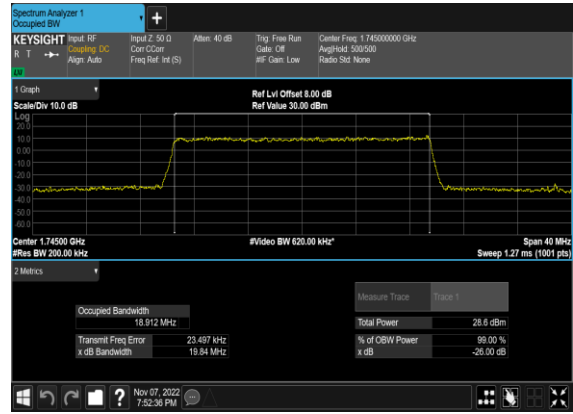 Spectrum Analyzer 1
Occupied BW
+
KEYSIGHT
R T
LW
Input: RF
Coupling: DC
Align: Auto
Input Z: 50 Ω
Corr CCorr
Freq Ref: Int (S)
Atten: 40 dB
Trig: Free Run
Gate: Off
#IF Gain: Low
Center Freq: 1.745000000 GHz
Avg|Hold: 500/500
Radio Std: None
1 Graph
Scale/Div 10.0 dB
Ref Lvl Offset 8.00 dB
Ref Value 30.00 dBm
Log
20.0
10.0
0.00
-10.0
-20.0
-30.0
-40.0
-50.0
-60.0
Center 1.74500 GHz
#Res BW 200.00 kHz
#Video BW 620.00 kHz*
Span 40 MHz
Sweep 1.27 ms (1001 pts)
2 Metrics
Measure Trace Trace 1
Occupied Bandwidth
18.912 MHz
Total Power 28.6 dBm
Transmit Freq Error 23.497 kHz
% of OBW Power 99.00 %
x dB Bandwidth 19.84 MHz
x dB -26.00 dB
?
Nov 07, 2022
7:52:36 PM